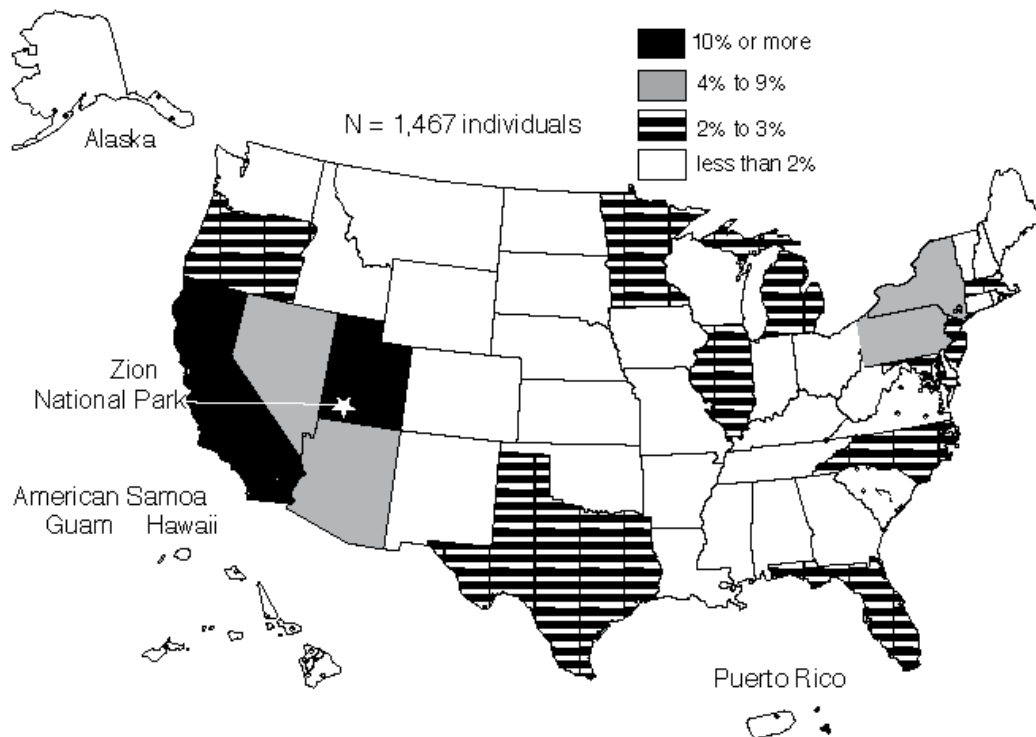 10% or more
4% to 9%
N = 1,467 individuals
2% to 3%
Alaska
less than 2%
Zion
National Park
American Samoa
Guam Hawaii
Puerto Rico